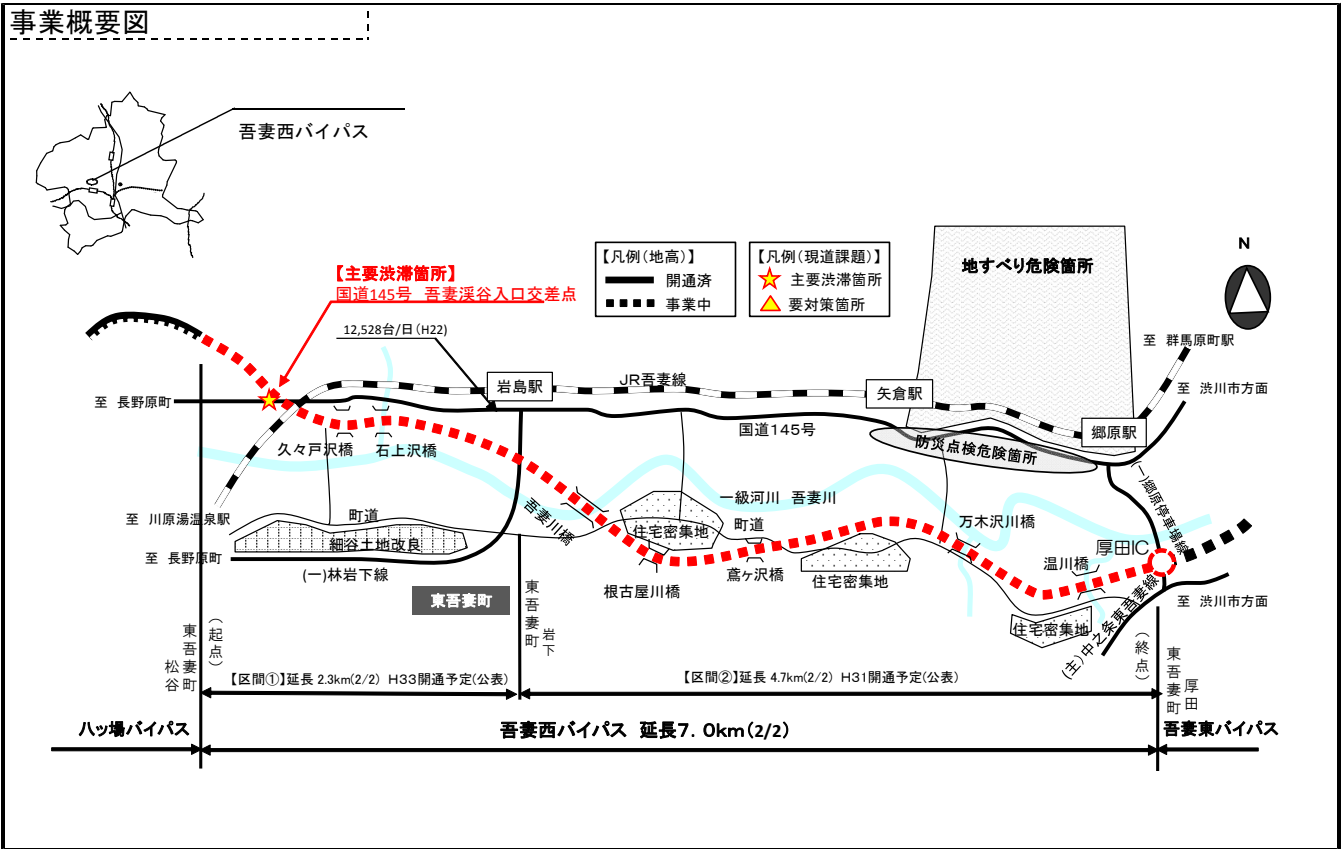 事業概要図
吾妻西バイパス
【主要渋滞箇所】
国道145号 吾妻渓谷入口交差点
12,528台/日(H22)
【凡例(地高)】
開通済
事業中
【凡例(現道課題)】
主要渋滞箇所
要対策箇所
地すべり危険箇所
N
至 群馬原町駅
至 渋川市方面
至 長野原町
岩島駅
JR吾妻線
矢倉駅
郷原駅
国道145号
防災点検危険箇所
久々戸沢橋
石上沢橋
(一)郷原停車場線
至 川原湯温泉駅
町道
吾妻川橋
一級河川 吾妻川
住宅密集地
町道
万木沢川橋
厚田IC
細谷土地改良
至 長野原町
(一)林岩下線
根古屋川橋
鳶ヶ沢橋
住宅密集地
温川橋
至 渋川市方面
東吾妻町
住宅密集地
(主)中之条東吾妻線
東吾妻町
松谷
(起点)
東吾妻町
岩下
(終点)
東吾妻町
厚田
【区間①】延長 2.3km(2/2) H33開通予定(公表)
【区間②】延長 4.7km(2/2) H31開通予定(公表)
八ッ場バイパス
吾妻西バイパス 延長7.0km(2/2)
吾妻東バイパス